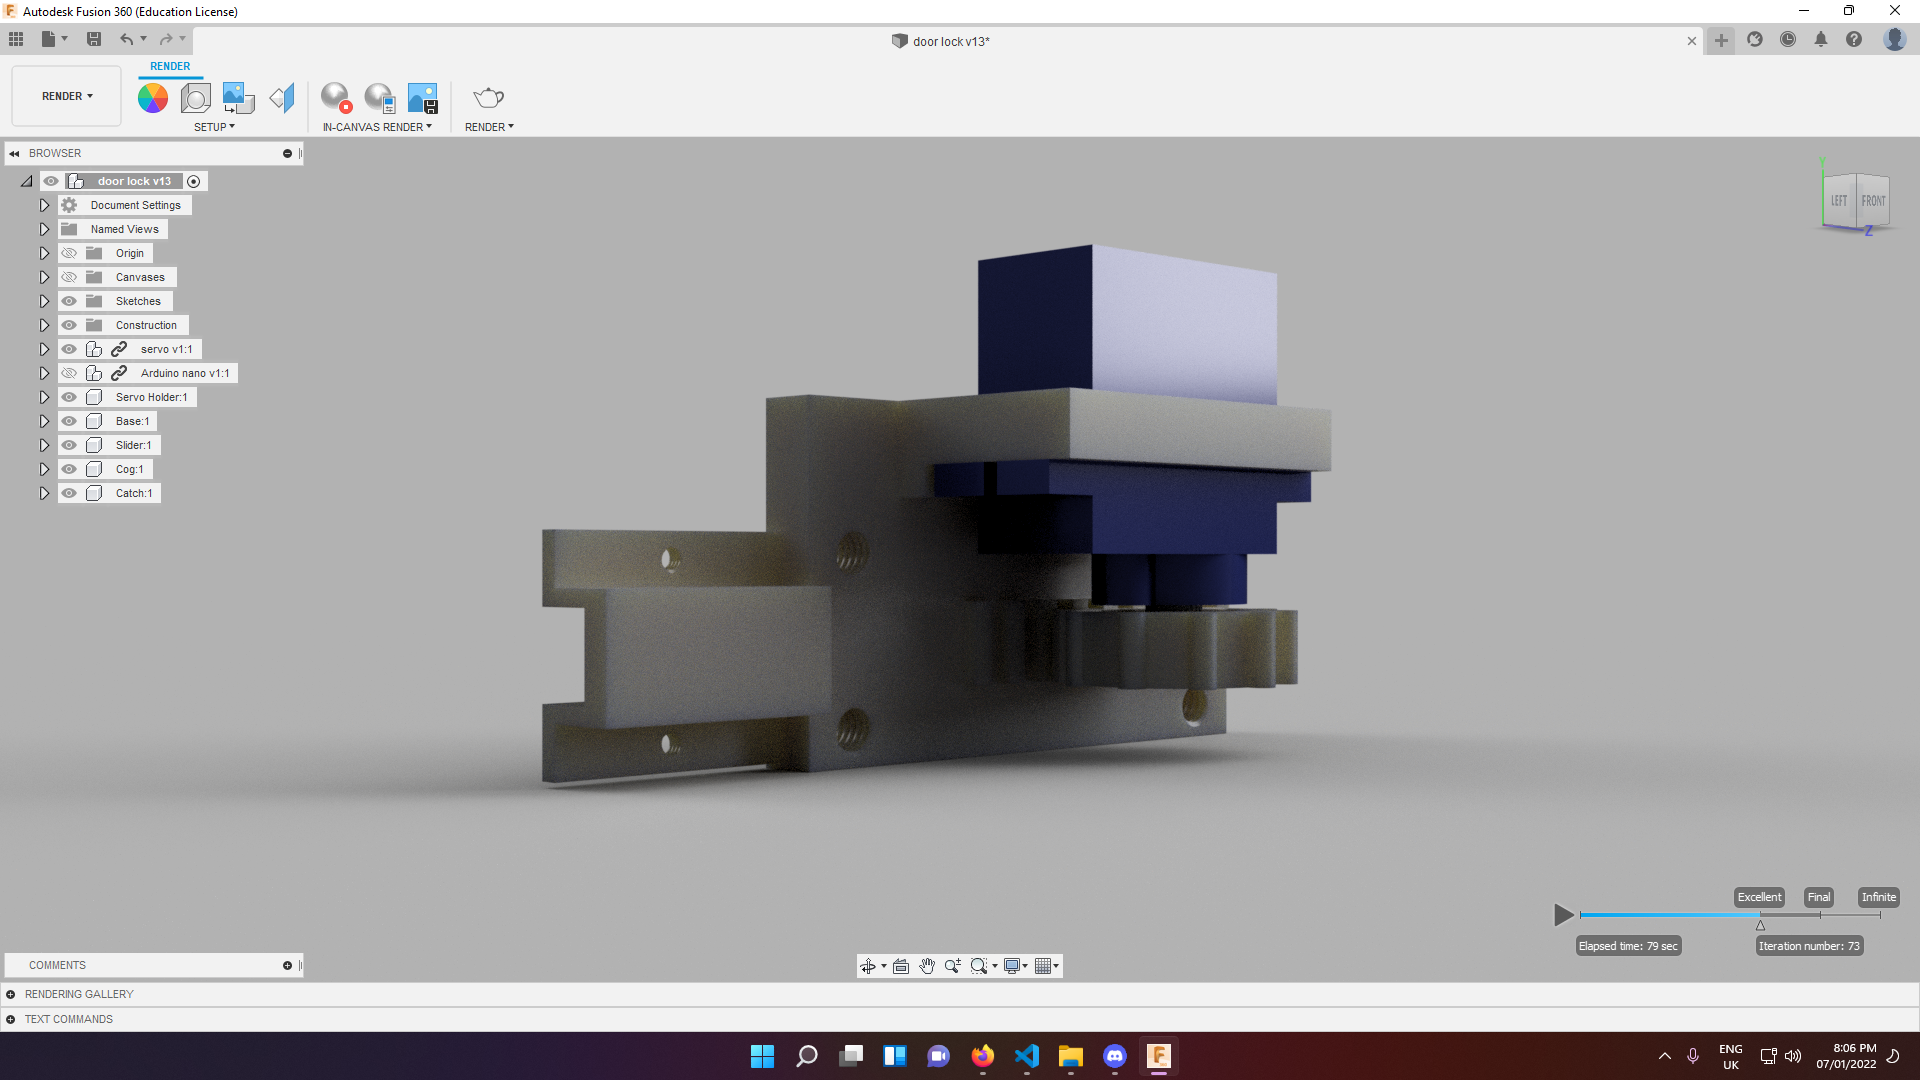 Autodesk Fusion 360 (Education License)
door lock v13*
RENDER
RENDER
SETUP
IN-CANVAS RENDER
RENDER
BROWSER
door lock v13
Document Settings
Named Views
Origin
Canvases
Sketches
Construction
servo v1:1
Arduino nano v1:1
Servo Holder:1
Base:1
Slider:1
Cog:1
Catch:1
Y
LEFT
FRONT
Z
Excellent
Final
Infinite
Elapsed time: 79 sec
Iteration number: 73
COMMENTS
RENDERING GALLERY
TEXT COMMANDS
ENG
UK
8:06 PM
07/01/2022